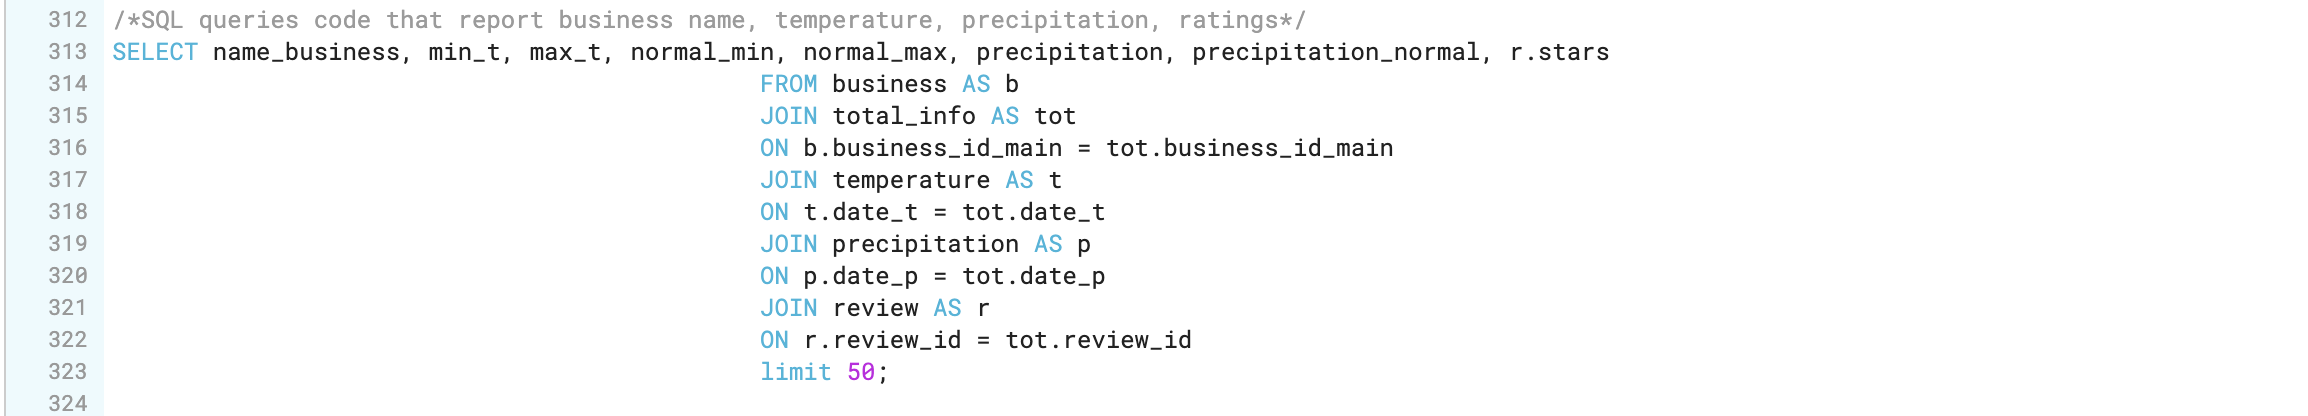 312 /*SQL queries code that report business name, temperature, precipitation, ratings*/
313 SELECT name_business, min_t, max_t, normal_min, normal_max, precipitation, precipitation_normal, r.stars
314 FROM business AS b
315 JOIN total_info AS tot
316 ON b.business_id_main = tot.business_id_main
317 JOIN temperature AS t
318 ON t.date_t = tot.date_t
319 JOIN precipitation AS p
320 ON p.date_p = tot.date_p
321 JOIN review AS r
322 ON r.review_id = tot.review_id
323 limit 50;
324